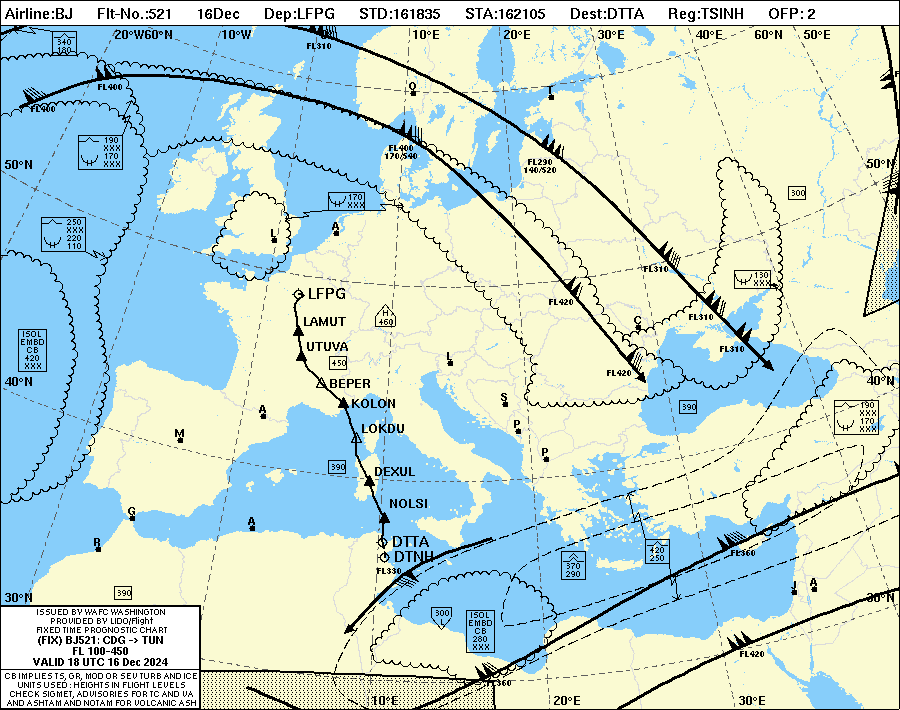 Airline:BJ Flt-No.:521 16Dec Dep:LFPG STD:161835 STA:162105 Dest:DTTA Reg:TSINH OFP: 2
20°W60°N 10°W 0° 10°E 20°E 30°E 40°E 60°N 50°E
340
180
FL310
FL400
FL400
O
T
190
XXX
170
XXX
FL400
170/540
FL290
140/520
50°N
50°N
170
XXX
300
250
XXX
220
110
L
A
FL310
130
XXX
LFPG
FL420
FL310
H
460
LAMUT
C
ISOL
EMBD
CB
420
XXX
UTUVA
FL310
450
L
FL420
40°N
BEPER
40°N
S
KOLON
390
190
XXX
170
XXX
A
P
M
LOKDU
P
390
DEXUL
NOLSI
G
A
R
DTTA
DTNH
FL330
420
250
FL360
370
290
J
A
390
30°N
30°N
300
L
ISOL
EMBD
CB
280
XXX
FL420
FL360
10°E
20°E
30°E
ISSUED BY WAFC WASHINGTON
PROVIDED BY LIDO/Flight
FIXED TIME PROGNOSTIC CHART
(FIX) BJ521: CDG -> TUN
FL 100-450
VALID 18 UTC 16 Dec 2024
CB IMPLIES TS, GR, MOD OR SEV TURB AND ICE
UNITS USED : HEIGHTS IN FLIGHT LEVELS
CHECK SIGMET, ADVISORIES FOR TC AND VA
AND ASHTAM AND NOTAM FOR VOLCANIC ASH